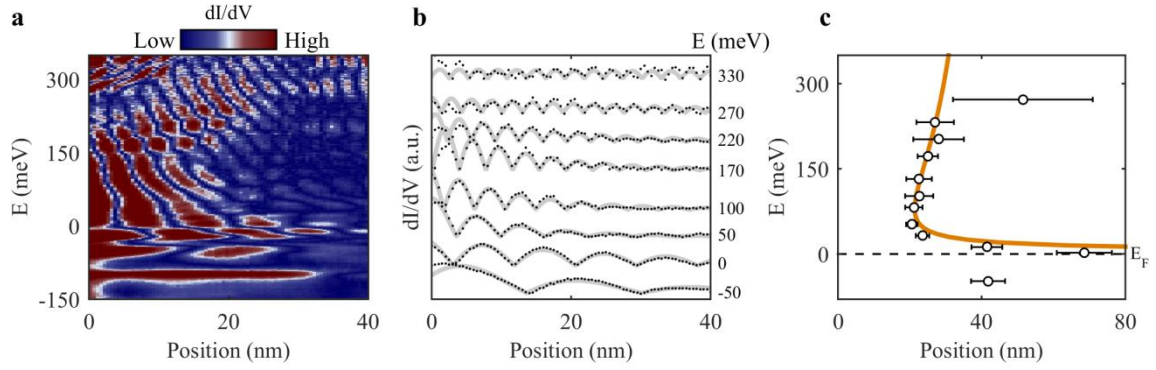 a
dI/dV
Low High
E (meV)
300
150
0
-150
0 20 40
Position (nm)
b
E (meV)
dI/dV (a.u.)
330
270
220
170
100
50
0
-50
0 20 40
Position (nm)
c
E (meV)
300
150
0
E_F
0 40 80
Position (nm)